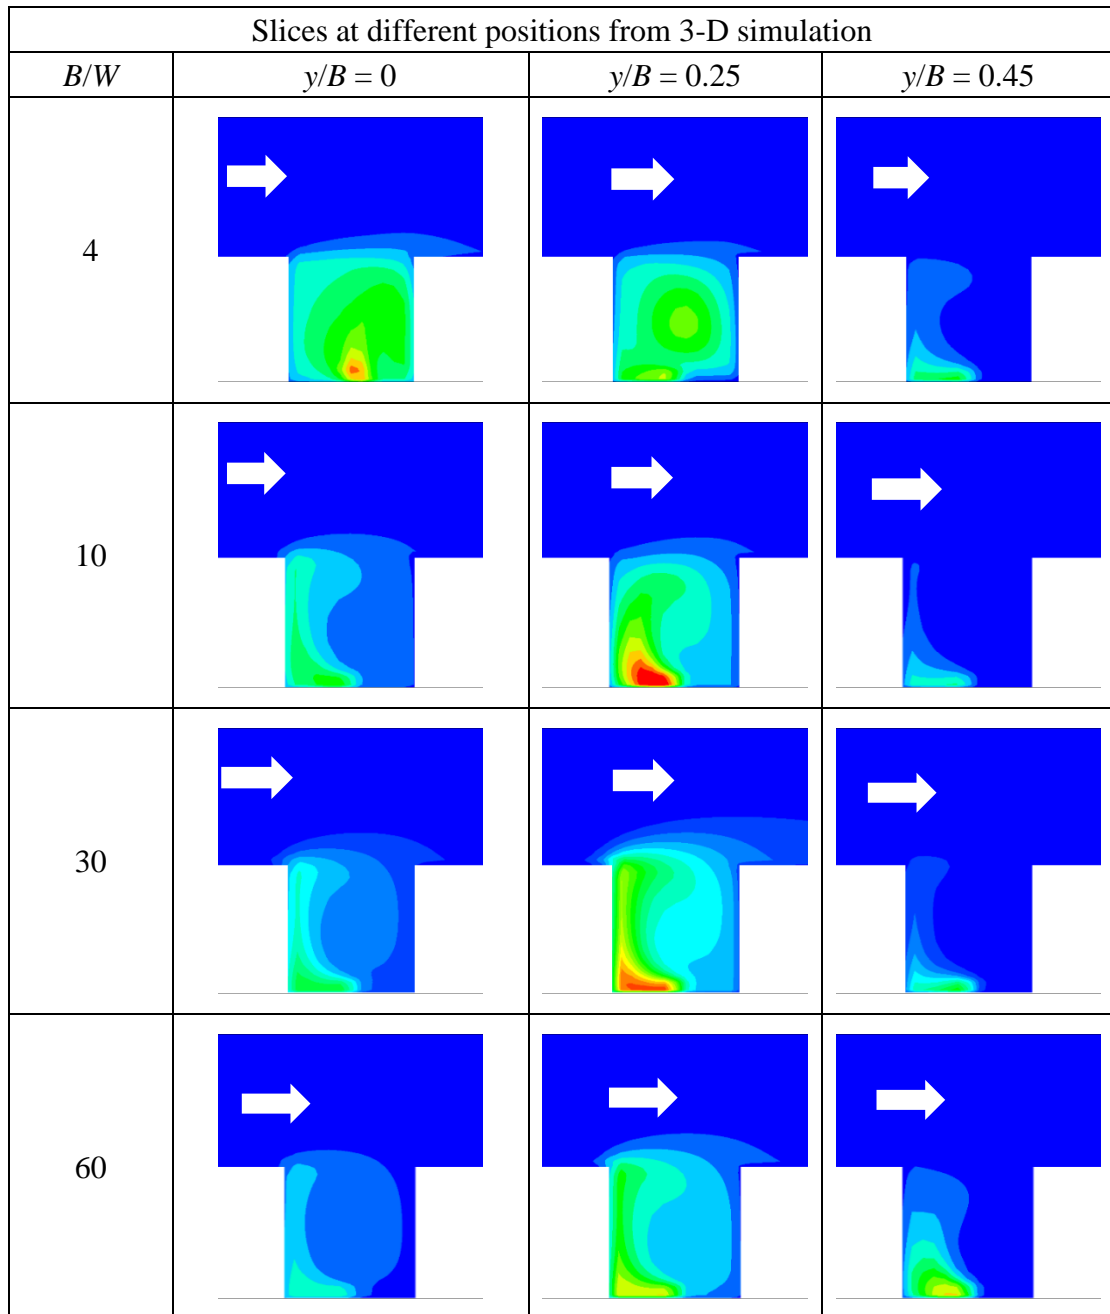 Slices at different positions from 3-D simulation
B/W y/B = 0 y/B = 0.25 y/B = 0.45
4
10
30
60